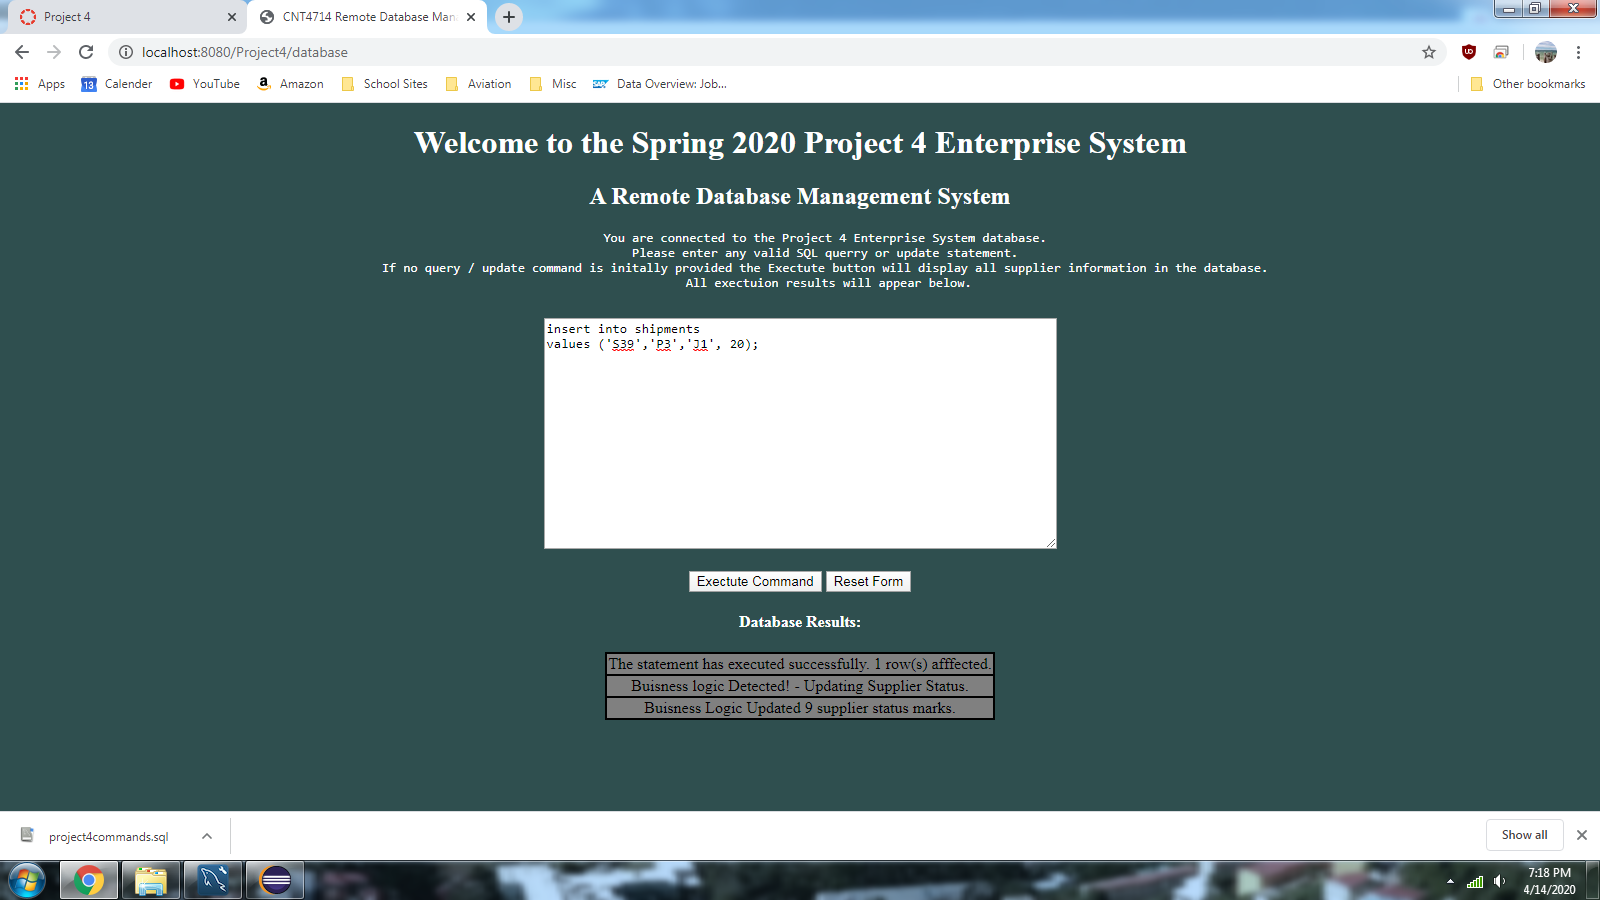 Project 4
CNT4714 Remote Database Man
localhost:8080/Project4/database
Apps
13
Calender
YouTube
a
Amazon
School Sites
Aviation
Misc
SAP
Data Overview: Job...
Other bookmarks
Welcome to the Spring 2020 Project 4 Enterprise System
A Remote Database Management System
You are connected to the Project 4 Enterprise System database.
Please enter any valid SQL querry or update statement.
If no query / update command is initally provided the Exectute button will display all supplier information in the database.
All exectuion results will appear below.
insert into shipments
values ('S39','P3','J1', 20);
Exectute Command
Reset Form
Database Results:
The statement has executed successfully. 1 row(s) afffected.
Buisness logic Detected! - Updating Supplier Status.
Buisness Logic Updated 9 supplier status marks.
project4commands.sql
Show all
7:18 PM
4/14/2020